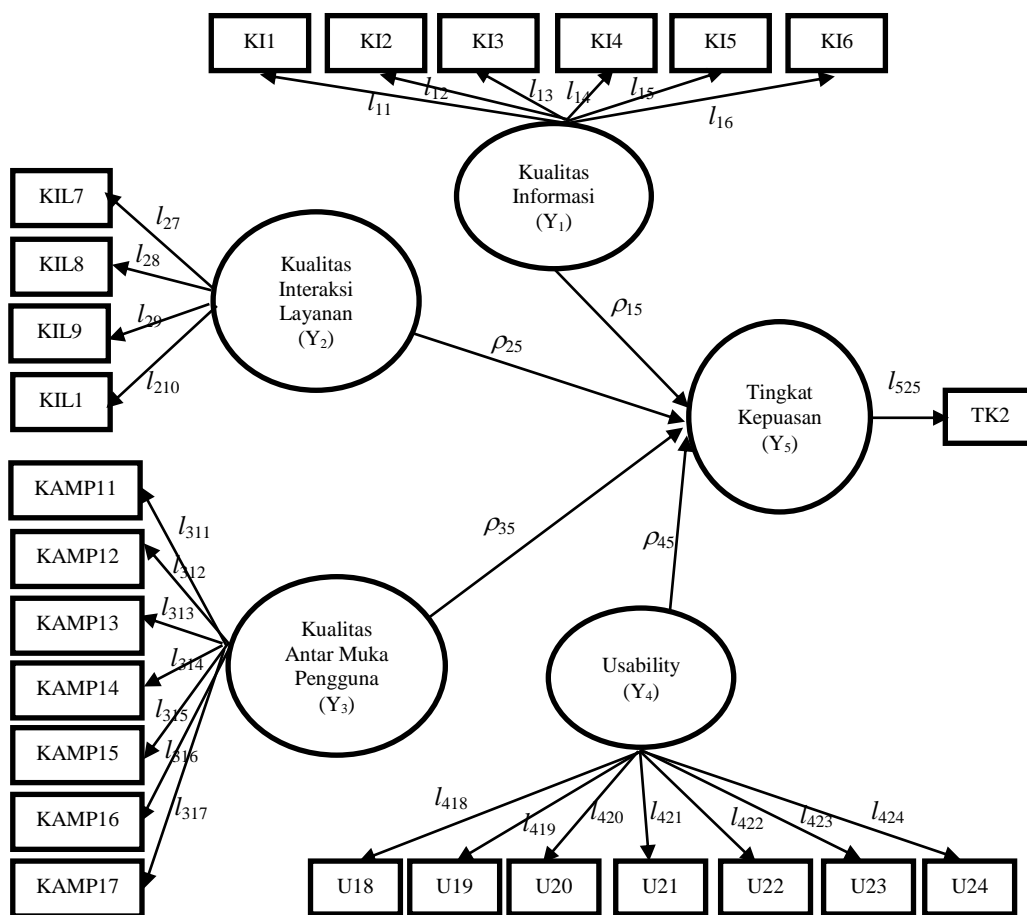 KI1 KI2 KI3 KI4 KI5 KI6
l11 l12 l13 l14 l15 l16
Kualitas
Informasi
(Y1)
KIL7
KIL8
KIL9
KIL1
l27
l28
l29
l210
Kualitas
Interaksi
Layanan
(Y2)
ρ15
ρ25
Tingkat
Kepuasan
(Y5)
l525
TK2
KAMP11
KAMP12
KAMP13
KAMP14
KAMP15
KAMP16
KAMP17
l311
l312
l313
l314
l315
l316
l317
Kualitas
Antar Muka
Pengguna
(Y3)
ρ35
ρ45
Usability
(Y4)
l418 l419 l420 l421 l422 l423 l424
U18 U19 U20 U21 U22 U23 U24